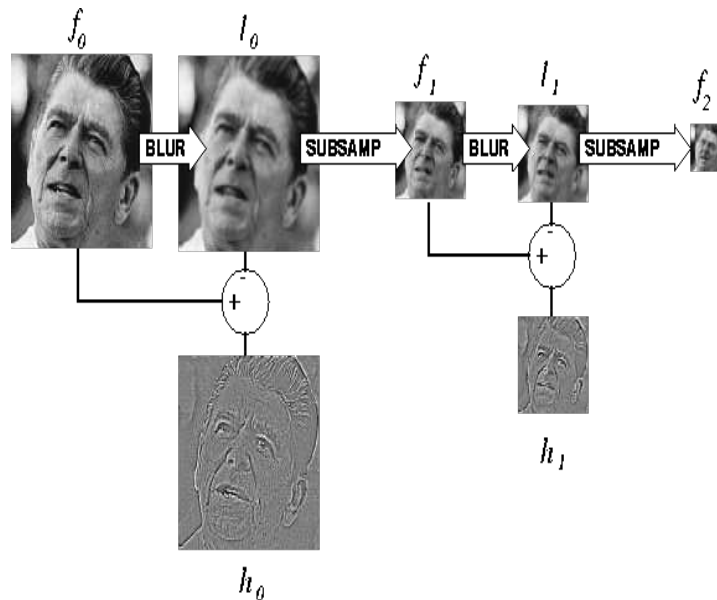 f0 l0 f1 l1 f2
BLUR SUBSAMP BLUR SUBSAMP
- -
+ +
h1
h0